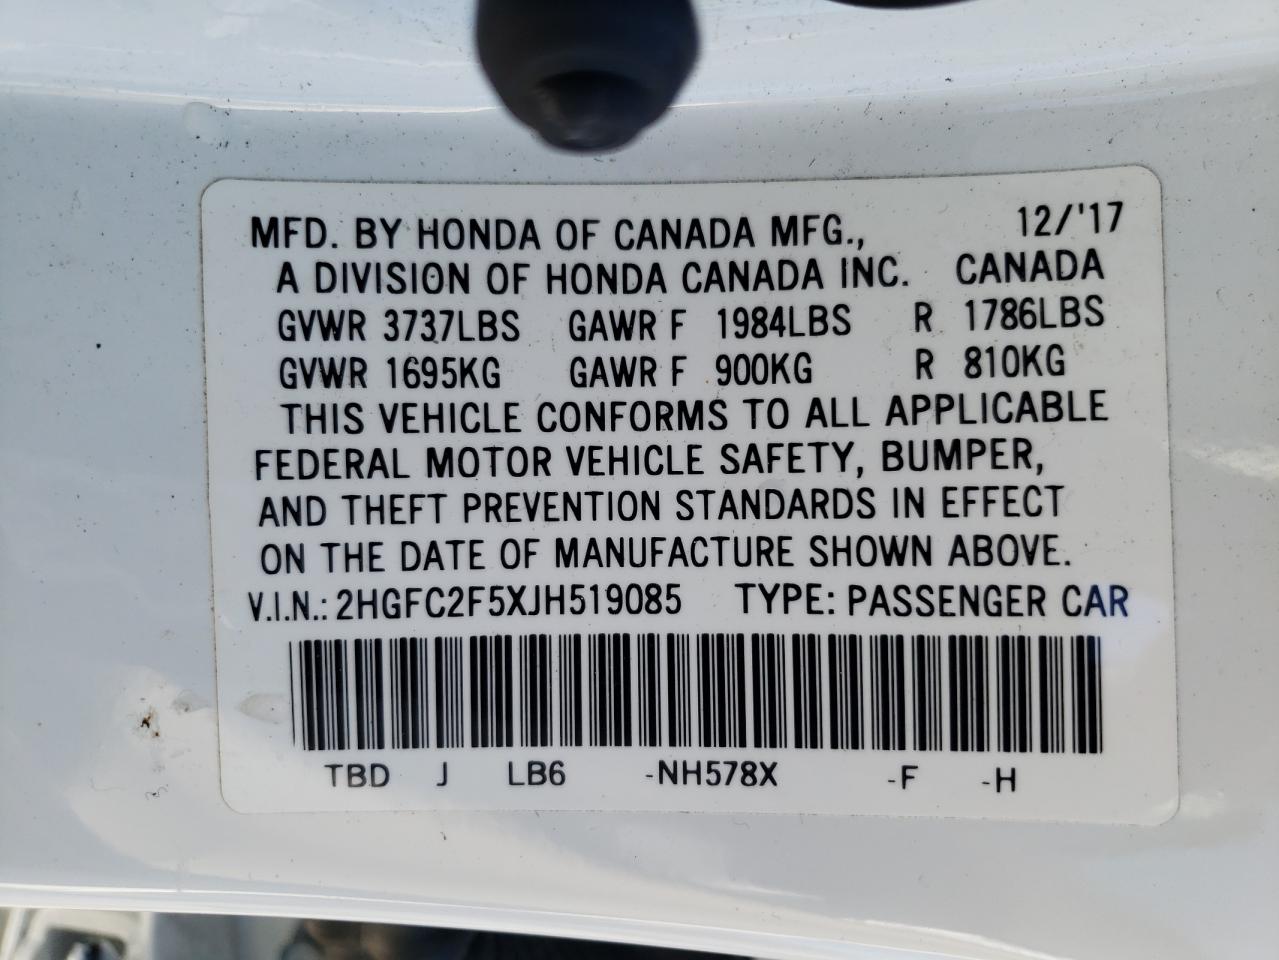 MFD. BY HONDA OF CANADA MFG., 12/'17
A DIVISION OF HONDA CANADA INC. CANADA
GVWR 3737LBS GAWR F 1984LBS R 1786LBS
GVWR 1695KG GAWR F 900KG R 810KG
THIS VEHICLE CONFORMS TO ALL APPLICABLE
FEDERAL MOTOR VEHICLE SAFETY, BUMPER,
AND THEFT PREVENTION STANDARDS IN EFFECT
ON THE DATE OF MANUFACTURE SHOWN ABOVE.
V.I.N.: 2HGFC2F5XJH519085 TYPE: PASSENGER CAR
TBD J LB6 -NH578X -F -H